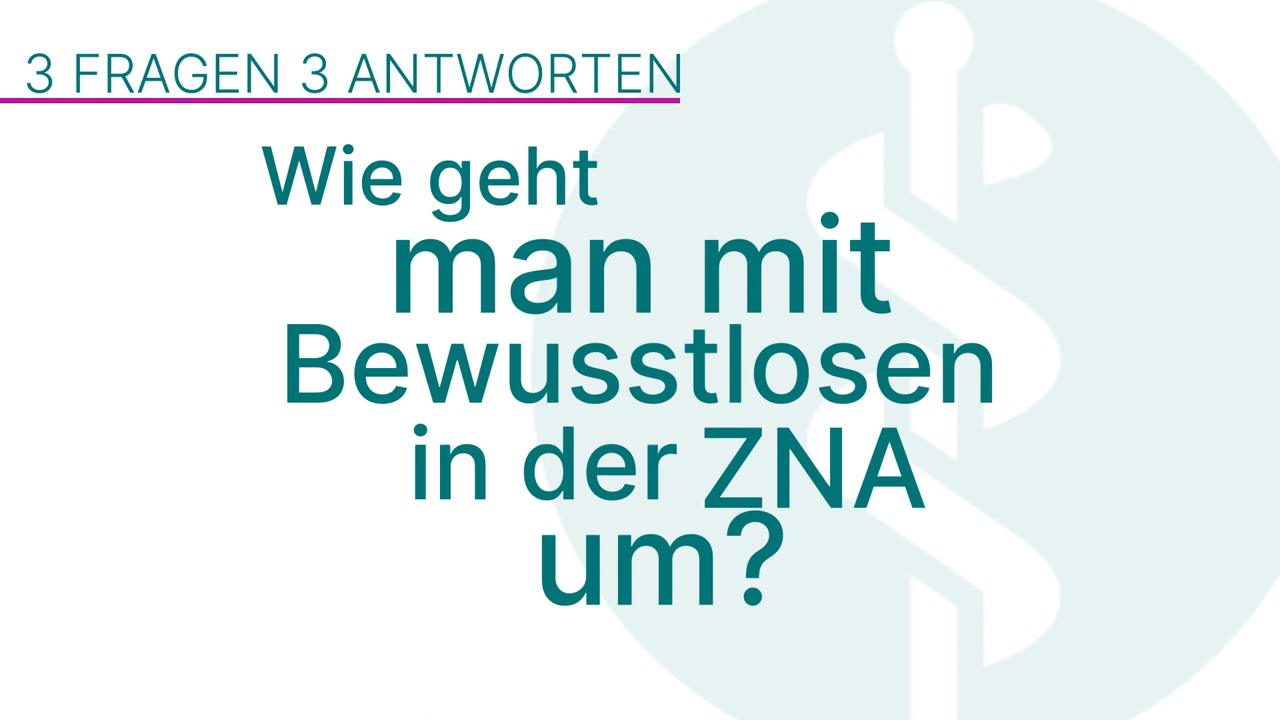 3 FRAGEN 3 ANTWORTEN
Wie geht
man mit
Bewusstlosen
in der ZNA
um?